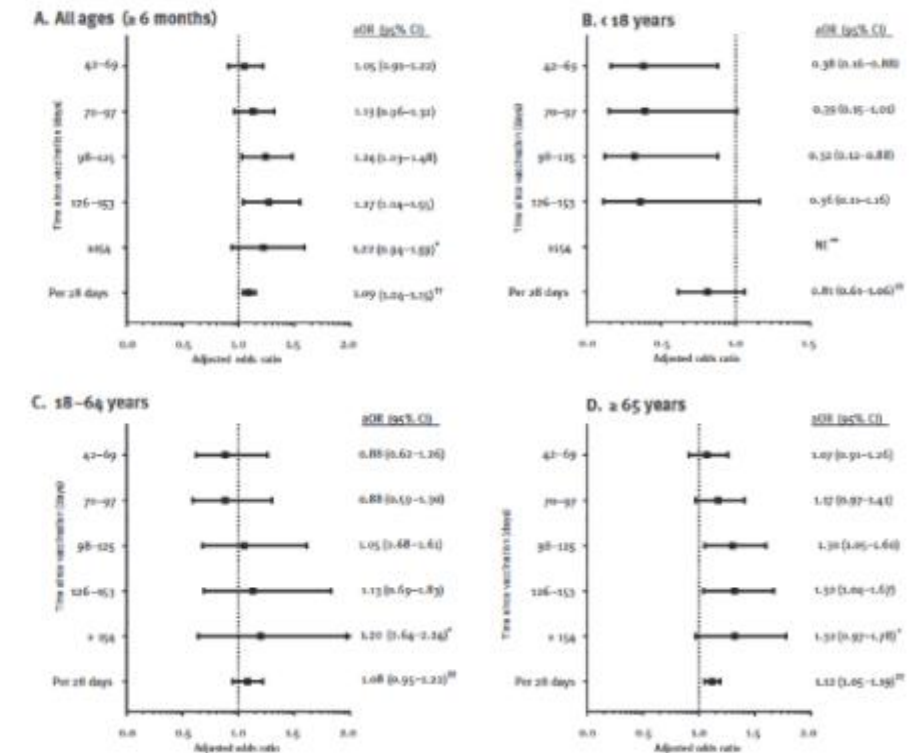 A. All ages (≥ 6 months)
aOR (95% CI)
42–69
1.05 (0.91–1.22)
70–97
1.13 (0.96–1.32)
98–125
1.24 (1.03–1.48)
126–153
1.27 (1.04–1.55)
≥154
1.22 (0.94–1.59)*
Per 28 days
1.09 (1.04–1.15)††
Time since vaccination (days)
0.0 0.5 1.0 1.5 2.0
Adjusted odds ratio
B. < 18 years
aOR (95% CI)
42–69
0.38 (0.16–0.88)
70–97
0.39 (0.15–1.01)
98–125
0.32 (0.12–0.88)
126–153
0.36 (0.11–1.16)
≥154
NE
Per 28 days
0.81 (0.61–1.06)
Time since vaccination (days)
0.0 0.5 1.0 1.5
Adjusted odds ratio
C. 18–64 years
aOR (95% CI)
42–69
0.88 (0.62–1.26)
70–97
0.88 (0.59–1.30)
98–125
1.05 (0.68–1.61)
126–153
1.13 (0.69–1.83)
154
1.20 (0.64–2.24)
Per 28 days
1.08 (0.95–1.22)
Time since vaccination (days)
0.0 0.5 1.0 1.5 2.0
Adjusted odds ratio
D. ≥ 65 years
aOR (95% CI)
42–69
1.07 (0.91–1.26)
70–97
1.17 (0.97–1.41)
98–125
1.30 (1.05–1.60)
126–153
1.32 (1.04–1.67)
154
1.32 (0.97–1.78)
Per 28 days
1.12 (1.05–1.19)
Time since vaccination (days)
0.0 0.5 1.0 1.5 2.0
Adjusted odds ratio